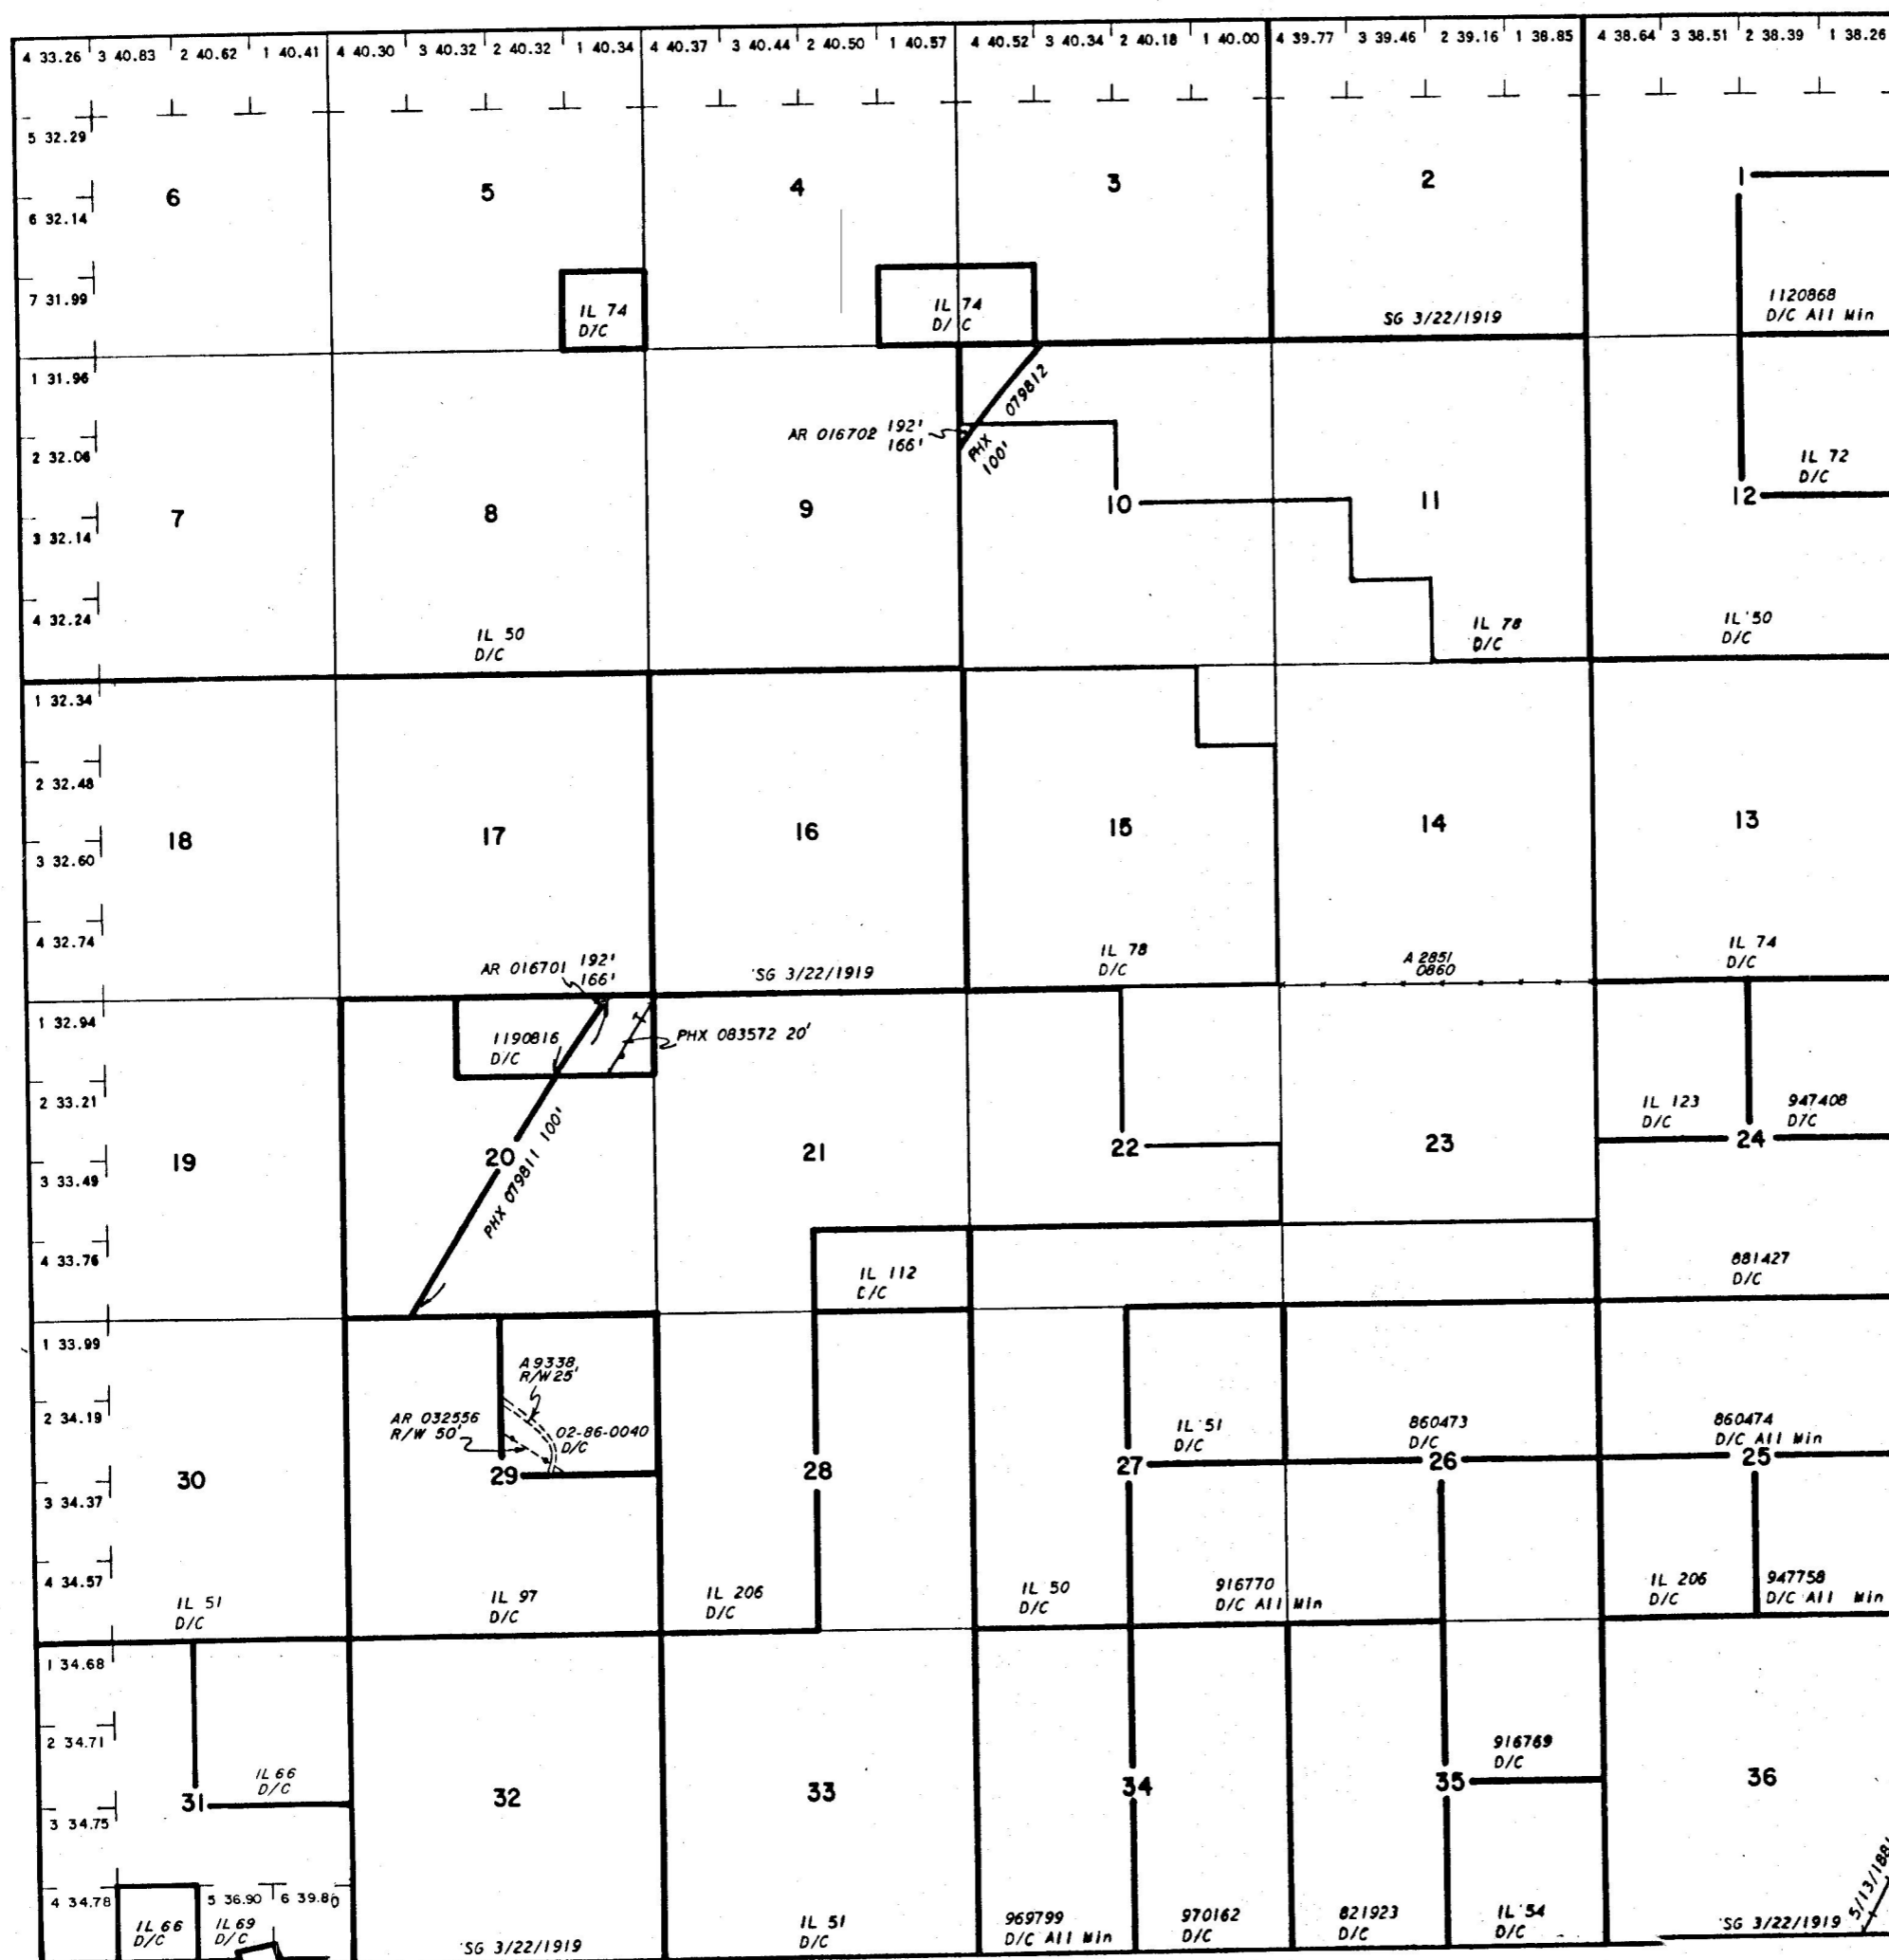 4 33.26 3 40.83 2 40.62 1 40.41 4 40.30 3 40.32 2 40.32 1 40.34 4 40.37 3 40.44 2 40.50 1 40.57 4 40.52 3 40.34 2 40.18 1 40.00 4 39.77 3 39.46 2 39.16 1 38.85 4 38.64 3 38.51 2 38.39 1 38.26
5 32.29
6 5 4 3 2 1
6 32.14
7 31.99
IL 74
D/C
IL 74
D/C
SG 3/22/1919
1120868
D/C All Min
1 31.96
079812
AR 016702 192'
166'
PHX
100'
2 32.06
IL 72
D/C
7 8 9 10 11 12
3 32.14
4 32.24
IL 50
D/C
IL 78
D/C
IL 50
D/C
1 32.34
2 32.48
18 17 16 15 14 13
3 32.60
4 32.74
AR 016701 192'
166'
SG 3/22/1919
IL 78
D/C
A 2851
0860
IL 74
D/C
1 32.94
1190816
D/C
PHX 083572 20'
2 33.21
IL 123
D/C
947408
D/C
19 20 21 22 23 24
PHX 079811 100'
3 33.49
4 33.76
IL 112
D/C
881427
D/C
1 33.99
A 9338
R/W 25'
2 34.19
AR 032556
R/W 50'
02-86-0040
D/C
IL 51
D/C
860473
D/C
860474
D/C All Min
30 29 28 27 26 25
3 34.37
4 34.57
IL 51
D/C
IL 97
D/C
IL 206
D/C
IL 50
D/C
916770
D/C All Min
IL 206
D/C
947758
D/C All Min
1 34.68
2 34.71
IL 66
D/C
916769
D/C
31 32 33 34 35 36
3 34.75
4 34.78
5 36.90 6 39.80
IL 66
D/C
IL 69
D/C
SG 3/22/1919
IL 51
D/C
969799
D/C All Min
970162
D/C
821923
D/C
IL 54
D/C
SG 3/22/1919